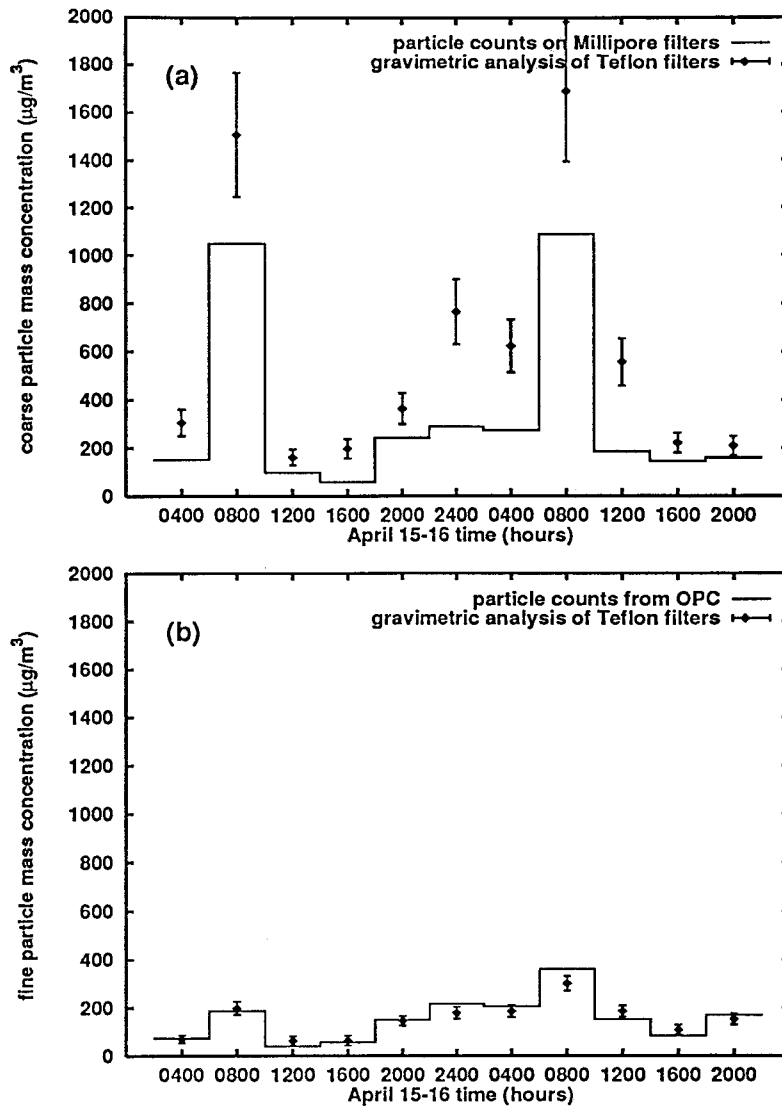 2000
particle counts on Millipore filters
gravimetric analysis of Teflon filters
(a)
1800
1600
1400
1200
1000
800
600
400
200
0
coarse particle mass concentration (μg/m³)
0400 0800 1200 1600 2000 2400 0400 0800 1200 1600 2000
April 15-16 time (hours)
2000
particle counts from OPC
gravimetric analysis of Teflon filters
(b)
1800
1600
1400
1200
1000
800
600
400
200
0
fine particle mass concentration (μg/m³)
0400 0800 1200 1600 2000 2400 0400 0800 1200 1600 2000
April 15-16 time (hours)